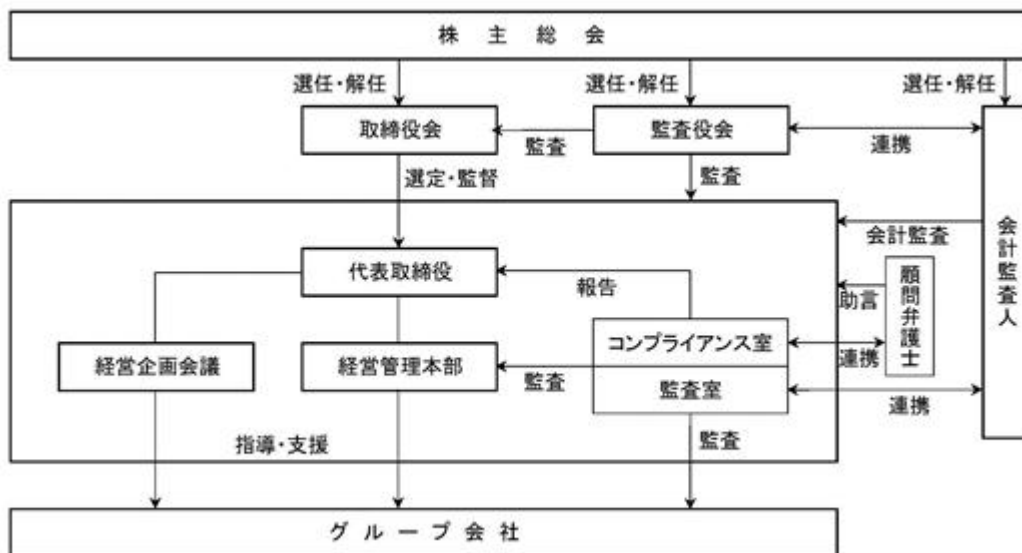 株主総会
選任・解任
選任・解任
選任・解任
取締役会
監査
監査役会
連携
選定・監督
監査
会計監査人
会計監査
代表取締役
報告
助言
顧問弁護士
経営企画会議
経営管理本部
監査
コンプライアンス室
連携
監査室
連携
指導・支援
監査
グループ会社